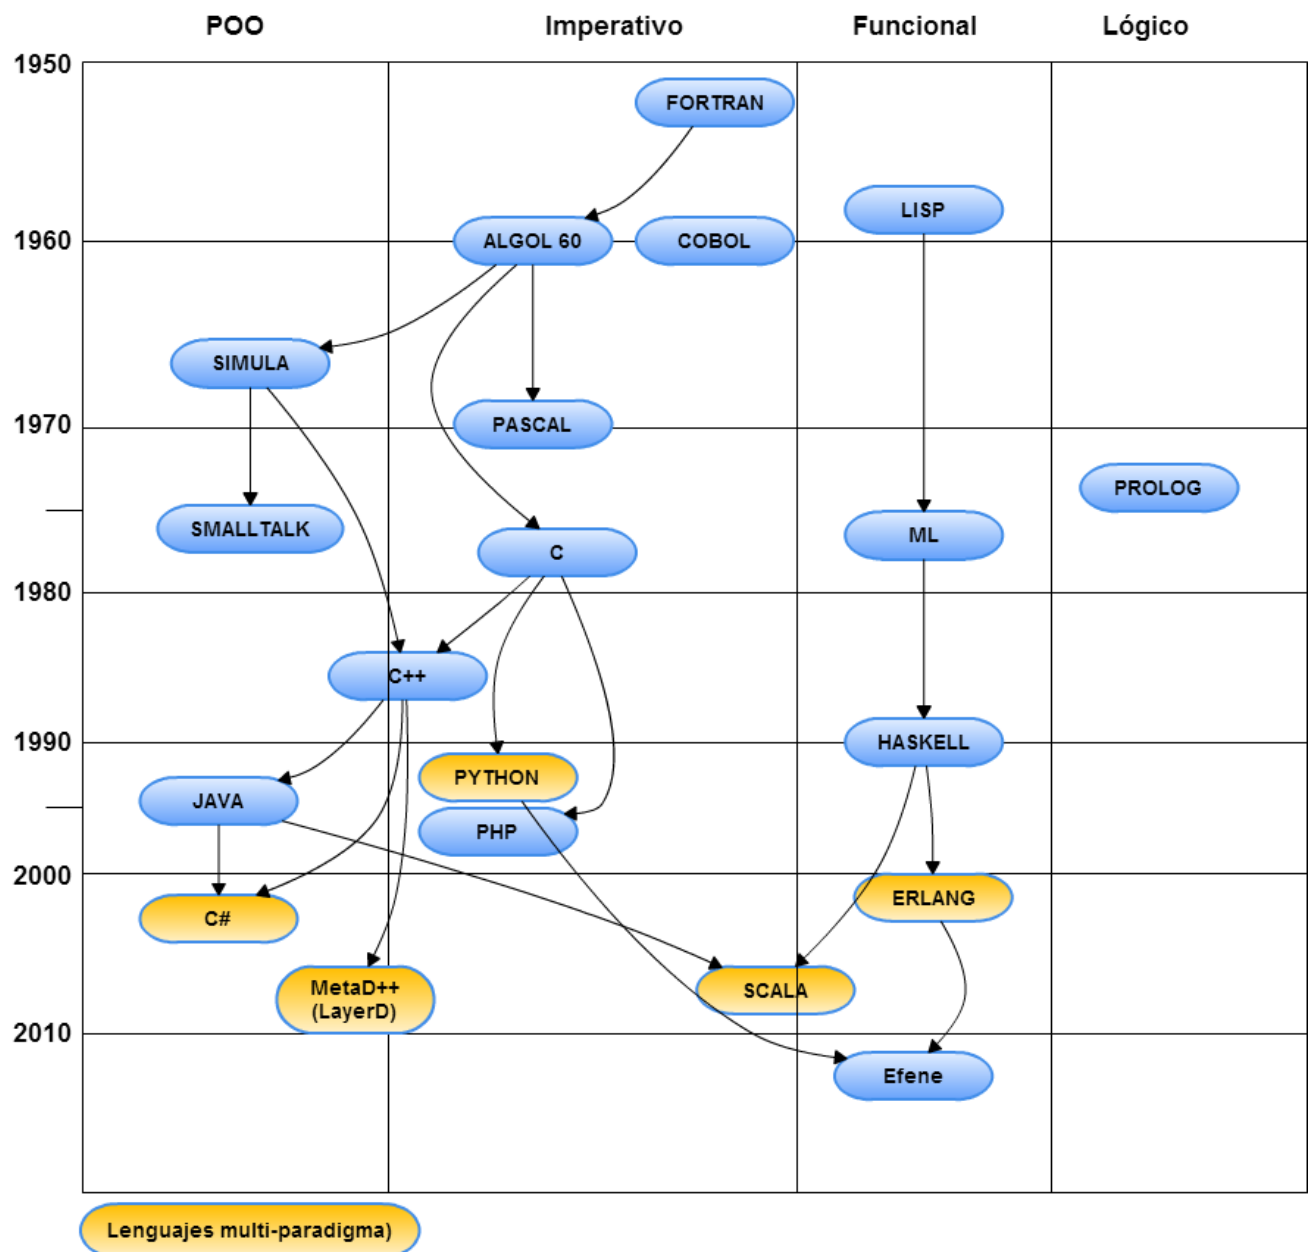 POO
Imperativo
Funcional
Lógico
1950
FORTRAN
LISP
1960
ALGOL 60
COBOL
SIMULA
1970
PASCAL
PROLOG
SMALLTALK
ML
C
1980
C++
1990
HASKELL
PYTHON
JAVA
PHP
2000
ERLANG
C#
SCALA
MetaD++
(LayerD)
2010
Efene
Lenguajes multi-paradigma)